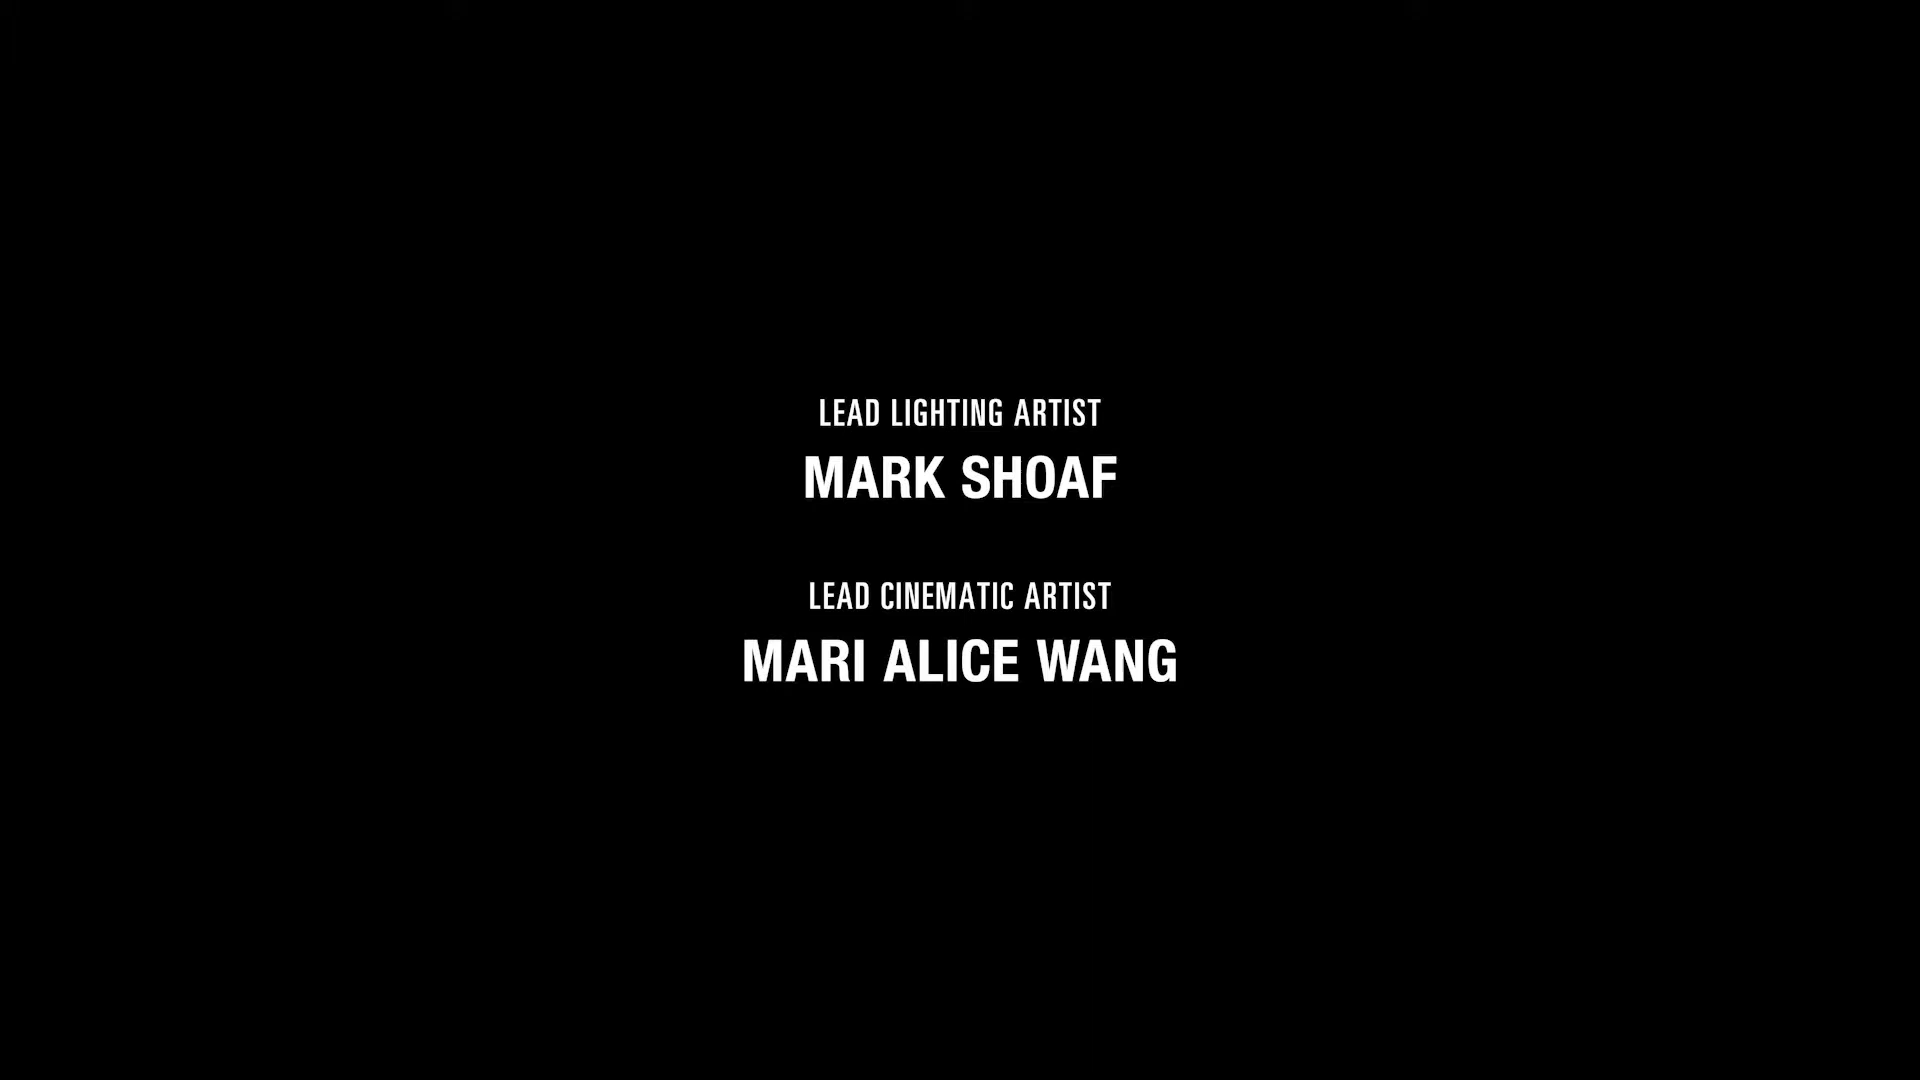 LEAD LIGHTING ARTIST
MARK SHOAF
LEAD CINEMATIC ARTIST
MARI ALICE WANG